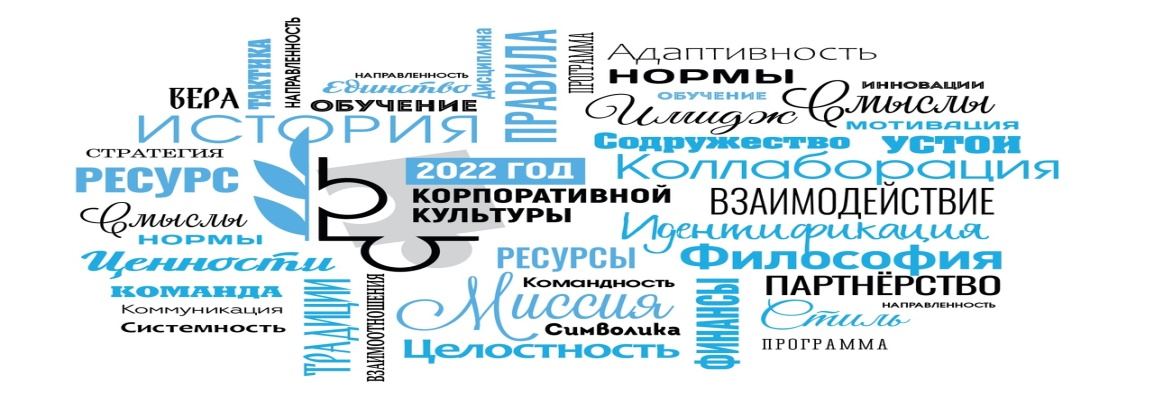 ВЕРА
ТАКТИКА
НАПРАВЛЕННОСТЬ
НАПРАВЛЕННОСТЬ
Единство
ОБУЧЕНИЕ
Дисциплина
ПРАВИЛА
ПРОГРАММА
Адаптивность
НОРМЫ
ОБУЧЕНИЕ
Имидж
ИННОВАЦИИ
Смыслы
МОТИВАЦИЯ
ИСТОРИЯ
Содружество
УСТОИ
Коллаборация
СТРАТЕГИЯ
РЕСУРС
Смыслы
НОРМЫ
Ценности
2022 ГОД
КОРПОРАТИВНОЙ
КУЛЬТУРЫ
ВЗАИМОДЕЙСТВИЕ
Идентификация
РЕСУРСЫ
Философия
КОМАНДА
Коммуникация
Системность
ТРАДИЦИИ
ВЗАИМООТНОШЕНИЯ
Командность
Миссия
Символика
Целостность
ФИНАНСЫ
ПАРТНЁРСТВО
НАПРАВЛЕННОСТЬ
Стиль
ПРОГРАММА